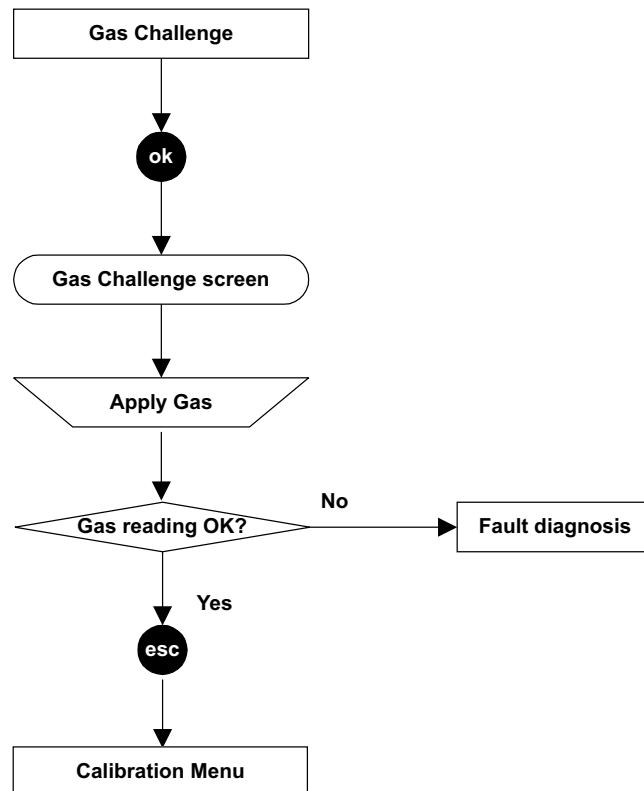 Gas Challenge
ok
Gas Challenge screen
Apply Gas
Gas reading OK?
No
Fault diagnosis
Yes
esc
Calibration Menu